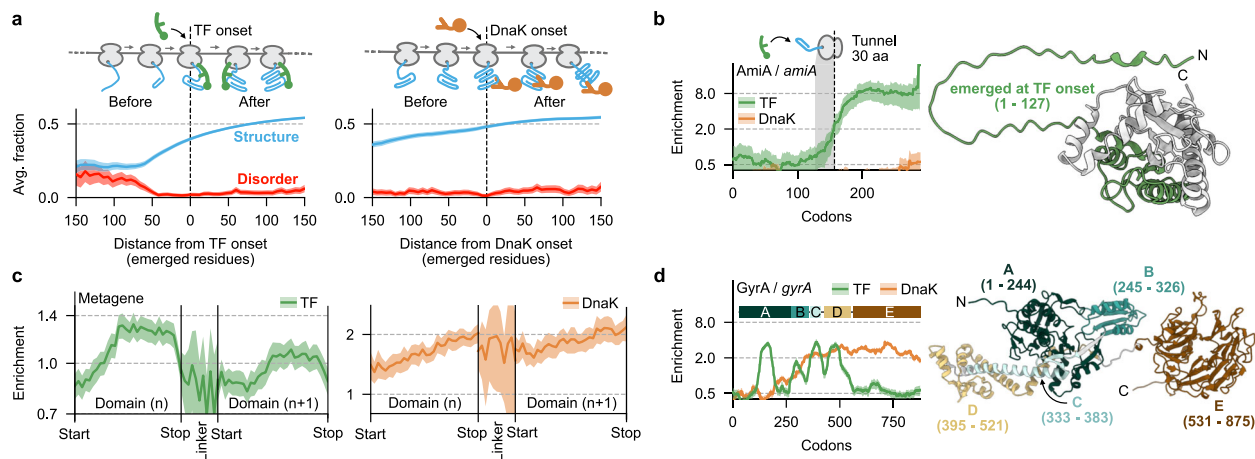 a
TF onset
Before
After
Avg. fraction
0.5
0.0
Structure
Disorder
150 100 50 0 50 100 150
Distance from TF onset
(emerged residues)
DnaK onset
Before
After
0.5
0.0
150 100 50 0 50 100 150
Distance from DnaK onset
(emerged residues)
b
Tunnel
30 aa
AmiA / amiA
TF
DnaK
Enrichment
8.0
2.0
0.5
0 100 200
Codons
emerged at TF onset
(1 - 127)
N
C
c
Metagene
TF
Enrichment
1.4
1.0
0.7
Domain (n)
Domain (n+1)
Start
Stop
Start
Stop
DnaK
2
1
Domain (n)
Domain (n+1)
Start
Stop
Start
Stop
d
GyrA / gyrA
TF
DnaK
A B C D E
Enrichment
8.0
2.0
0.5
0 250 500 750
Codons
N
A
(1 - 244)
B
(245 - 326)
C
D
(395 - 521)
C
(333 - 383)
E
(531 - 875)